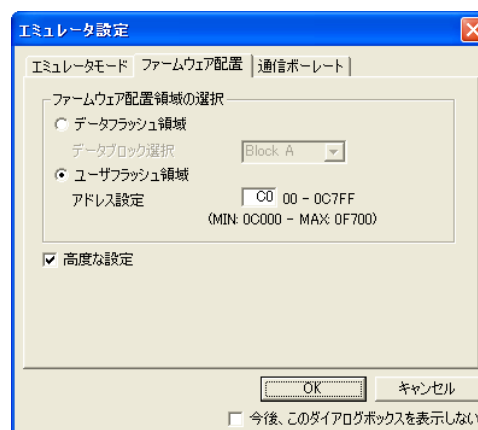 エミュレータ設定
エミュレータモード ファームウェア配置 通信ボーレート
ファームウェア配置領域の選択
データフラッシュ領域
データブロック選択 Block A
ユーザフラッシュ領域
アドレス設定 C0 00 - 0C7FF
(MIN: 0C000 - MAX: 0F700)
高度な設定
OK キャンセル
今後、このダイアログボックスを表示しない